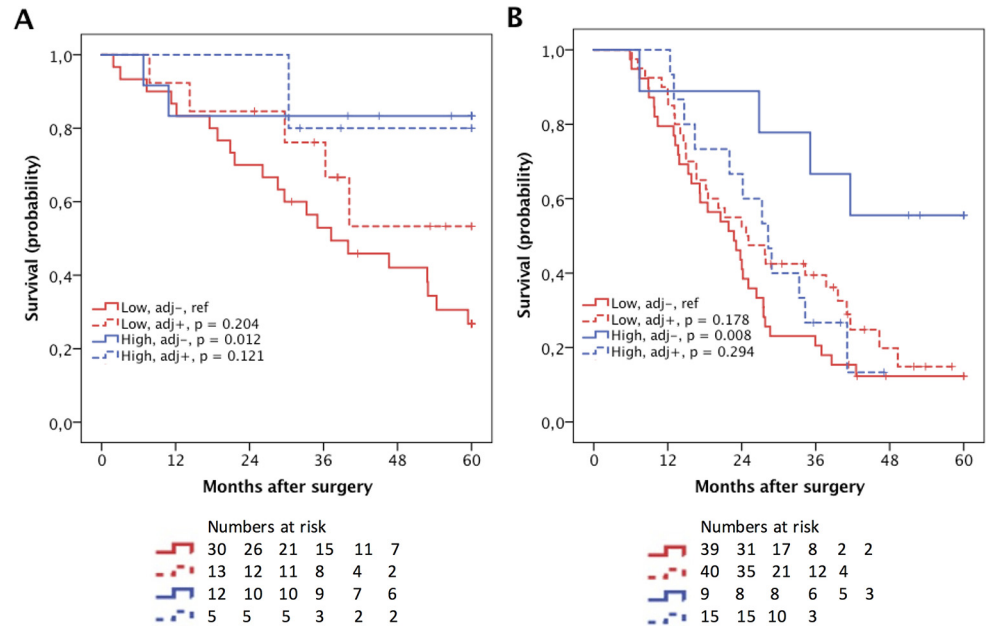 A
1,0
0,8
0,6
0,4
0,2
0,0
Survival (probability)
Low, adj-, ref
Low, adj+, p = 0.204
High, adj-, p = 0.012
High, adj+, p = 0.121
0 12 24 36 48 60
Months after surgery
Numbers at risk
30 26 21 15 11 7
13 12 11 8 4 2
12 10 10 9 7 6
5 5 5 3 2 2
B
1,0
0,8
0,6
0,4
0,2
0,0
Survival (probability)
Low, adj-, ref
Low, adj+, p = 0.178
High, adj-, p = 0.008
High, adj+, p = 0.294
0 12 24 36 48 60
Months after surgery
Numbers at risk
39 31 17 8 2 2
40 35 21 12 4
9 8 8 6 5 3
15 15 10 3